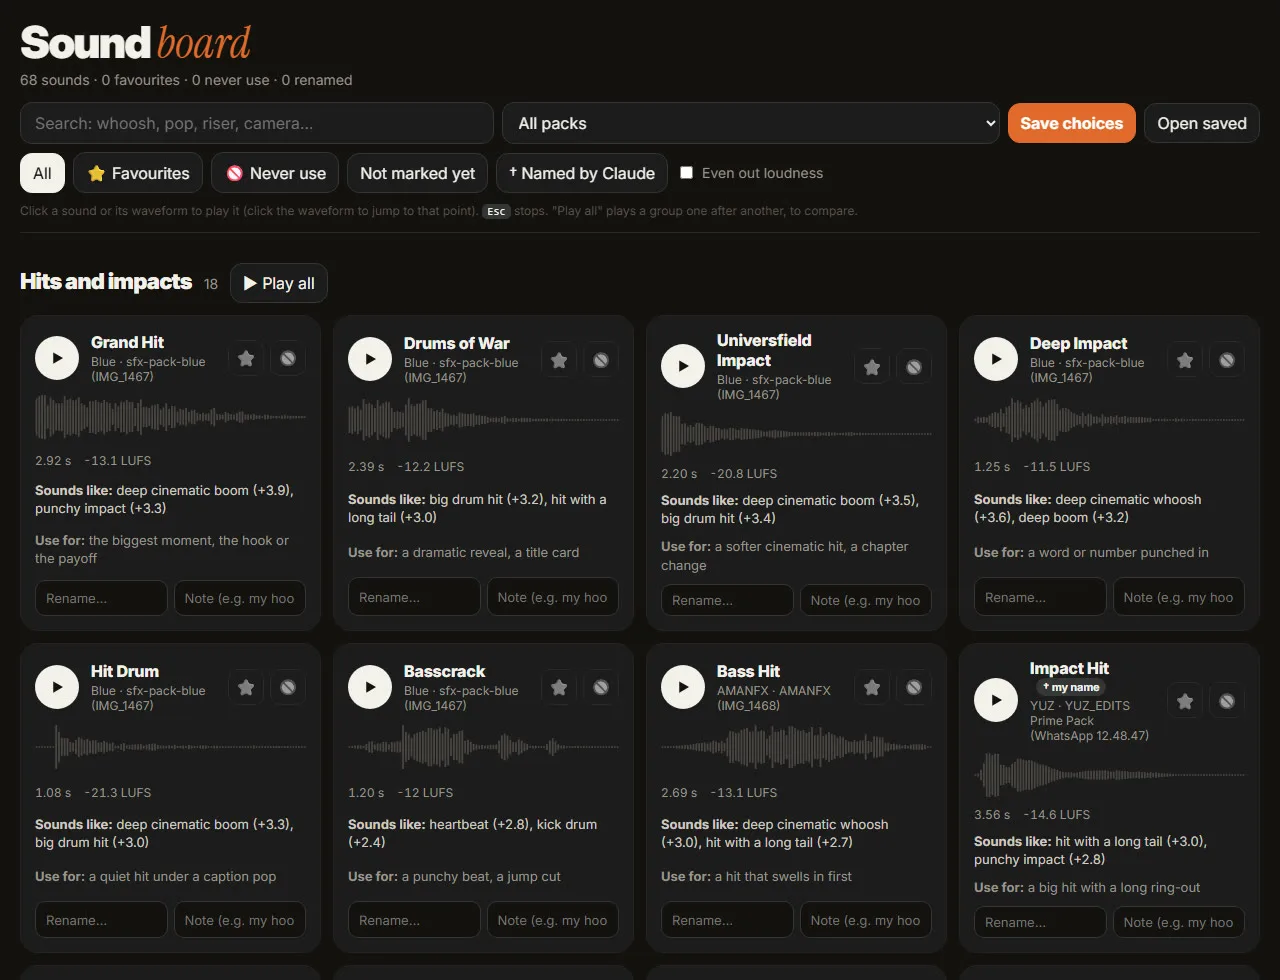 Sound board
68 sounds · 0 favourites · 0 never use · 0 renamed
Search: whoosh, pop, riser, camera...
All packs
Save choices
Open saved
All
⭐ Favourites
🚫 Never use
Not marked yet
† Named by Claude
Even out loudness
Click a sound or its waveform to play it (click the waveform to jump to that point). Esc stops. "Play all" plays a group one after another, to compare.
Hits and impacts 18 ▶ Play all
Grand Hit
Blue · sfx-pack-blue
(IMG_1467)
2.92 s -13.1 LUFS
Sounds like: deep cinematic boom (+3.9),
punchy impact (+3.3)
Use for: the biggest moment, the hook or
the payoff
Rename...
Note (e.g. my hoo
Drums of War
Blue · sfx-pack-blue
(IMG_1467)
2.39 s -12.2 LUFS
Sounds like: big drum hit (+3.2), hit with a
long tail (+3.0)
Use for: a dramatic reveal, a title card
Rename...
Note (e.g. my hoo
Universfield
Impact
Blue · sfx-pack-blue
(IMG_1467)
2.20 s -20.8 LUFS
Sounds like: deep cinematic boom (+3.5),
big drum hit (+3.4)
Use for: a softer cinematic hit, a chapter
change
Rename...
Note (e.g. my hoo
Deep Impact
Blue · sfx-pack-blue
(IMG_1467)
1.25 s -11.5 LUFS
Sounds like: deep cinematic whoosh
(+3.6), deep boom (+3.2)
Use for: a word or number punched in
Rename...
Note (e.g. my hoo
Hit Drum
Blue · sfx-pack-blue
(IMG_1467)
1.08 s -21.3 LUFS
Sounds like: deep cinematic boom (+3.3),
big drum hit (+3.0)
Use for: a quiet hit under a caption pop
Rename...
Note (e.g. my hoo
Basscrack
Blue · sfx-pack-blue
(IMG_1467)
1.20 s -12 LUFS
Sounds like: heartbeat (+2.8), kick drum
(+2.4)
Use for: a punchy beat, a jump cut
Rename...
Note (e.g. my hoo
Bass Hit
AMANFX · AMANFX
(IMG_1468)
2.69 s -13.1 LUFS
Sounds like: deep cinematic whoosh
(+3.0), hit with a long tail (+2.7)
Use for: a hit that swells in first
Rename...
Note (e.g. my hoo
Impact Hit
† my name
YUZ · YUZ_EDITS
Prime Pack
(WhatsApp 12.48.47)
3.56 s -14.6 LUFS
Sounds like: hit with a long tail (+3.0),
punchy impact (+2.8)
Use for: a big hit with a long ring-out
Rename...
Note (e.g. my hoo